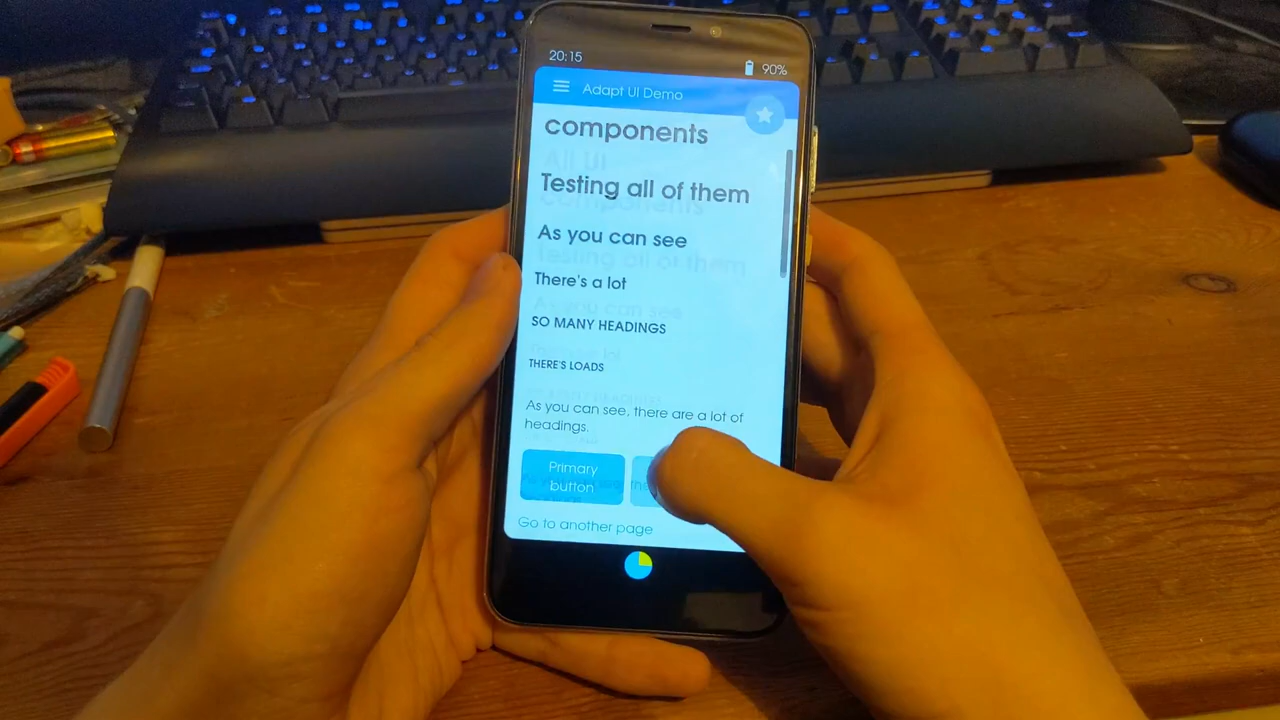 20:15
90%
Adapt UI Demo
components
Testing all of them
As you can see
There's a lot
SO MANY HEADINGS
THERE'S LOADS
As you can see, there are a lot of
headings.
Primary
button
Go to another page